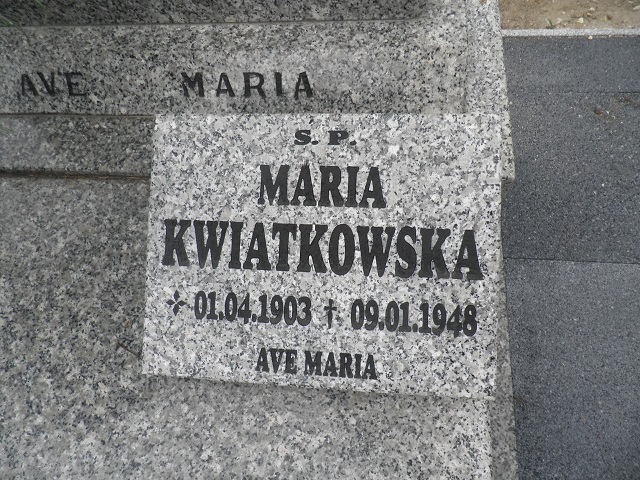 AVE MARIA
S. P.
MARIA
KWIATKOWSKA
✢ 01.04.1903 † 09.01.1948
AVE MARIA